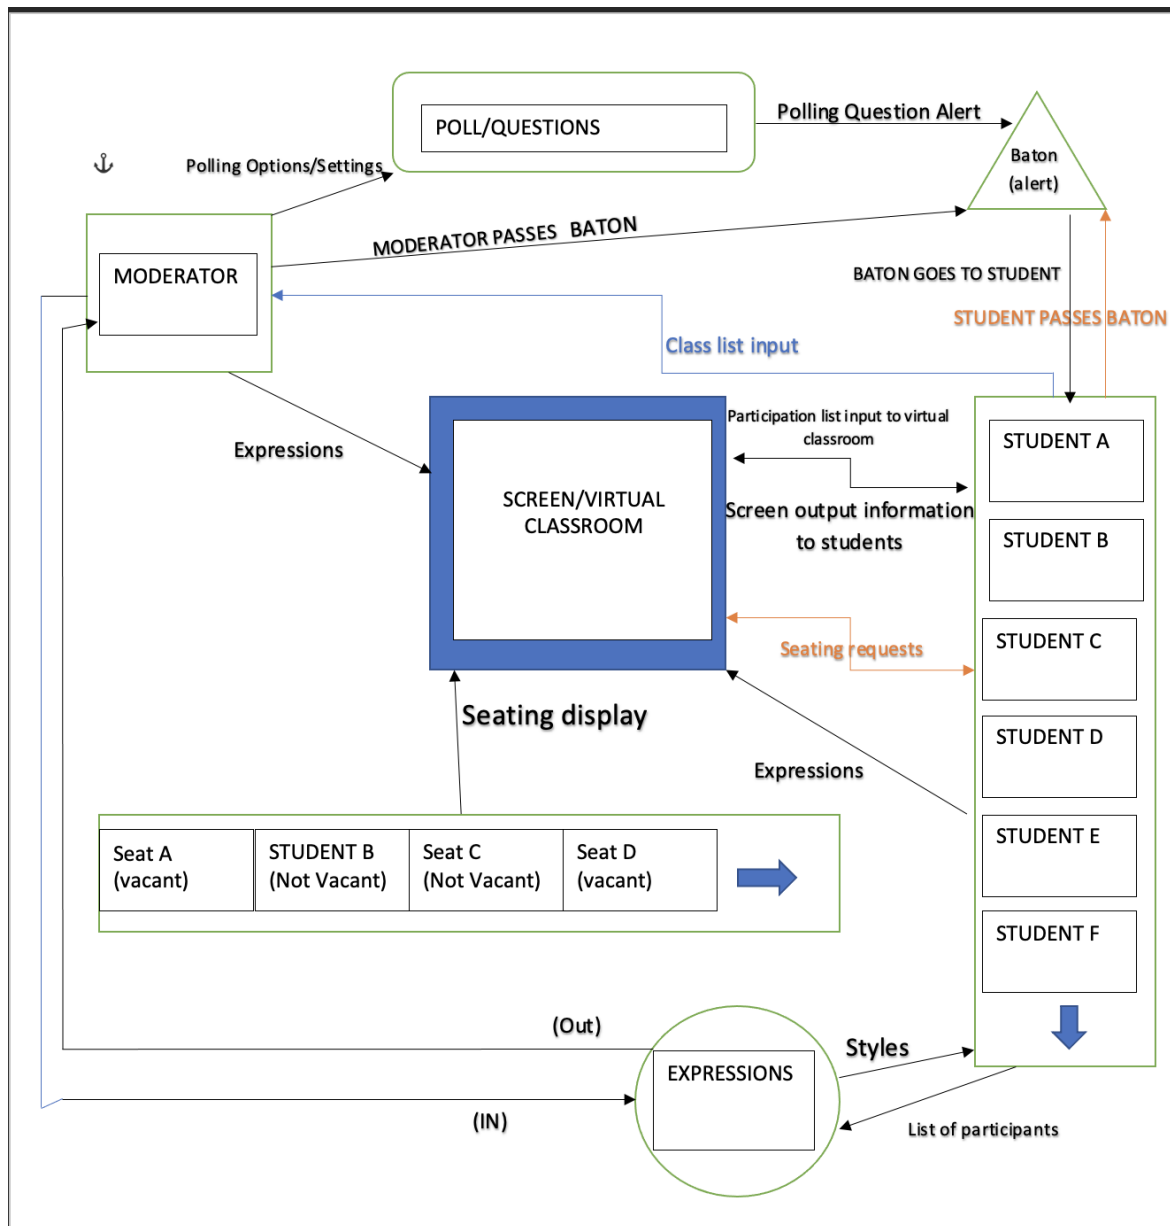 POLL/QUESTIONS
Polling Question Alert
Baton
(alert)
Polling Options/Settings
MODERATOR PASSES BATON
MODERATOR
BATON GOES TO STUDENT
STUDENT PASSES BATON
Class list input
Expressions
Participation list input to virtual
classroom
SCREEN/VIRTUAL
CLASSROOM
Screen output information
to students
STUDENT A
STUDENT B
STUDENT C
STUDENT D
STUDENT E
STUDENT F
Seating requests
Seating display
Expressions
Seat A
(vacant)
STUDENT B
(Not Vacant)
Seat C
(Not Vacant)
Seat D
(vacant)
(Out)
Styles
EXPRESSIONS
(IN)
List of participants